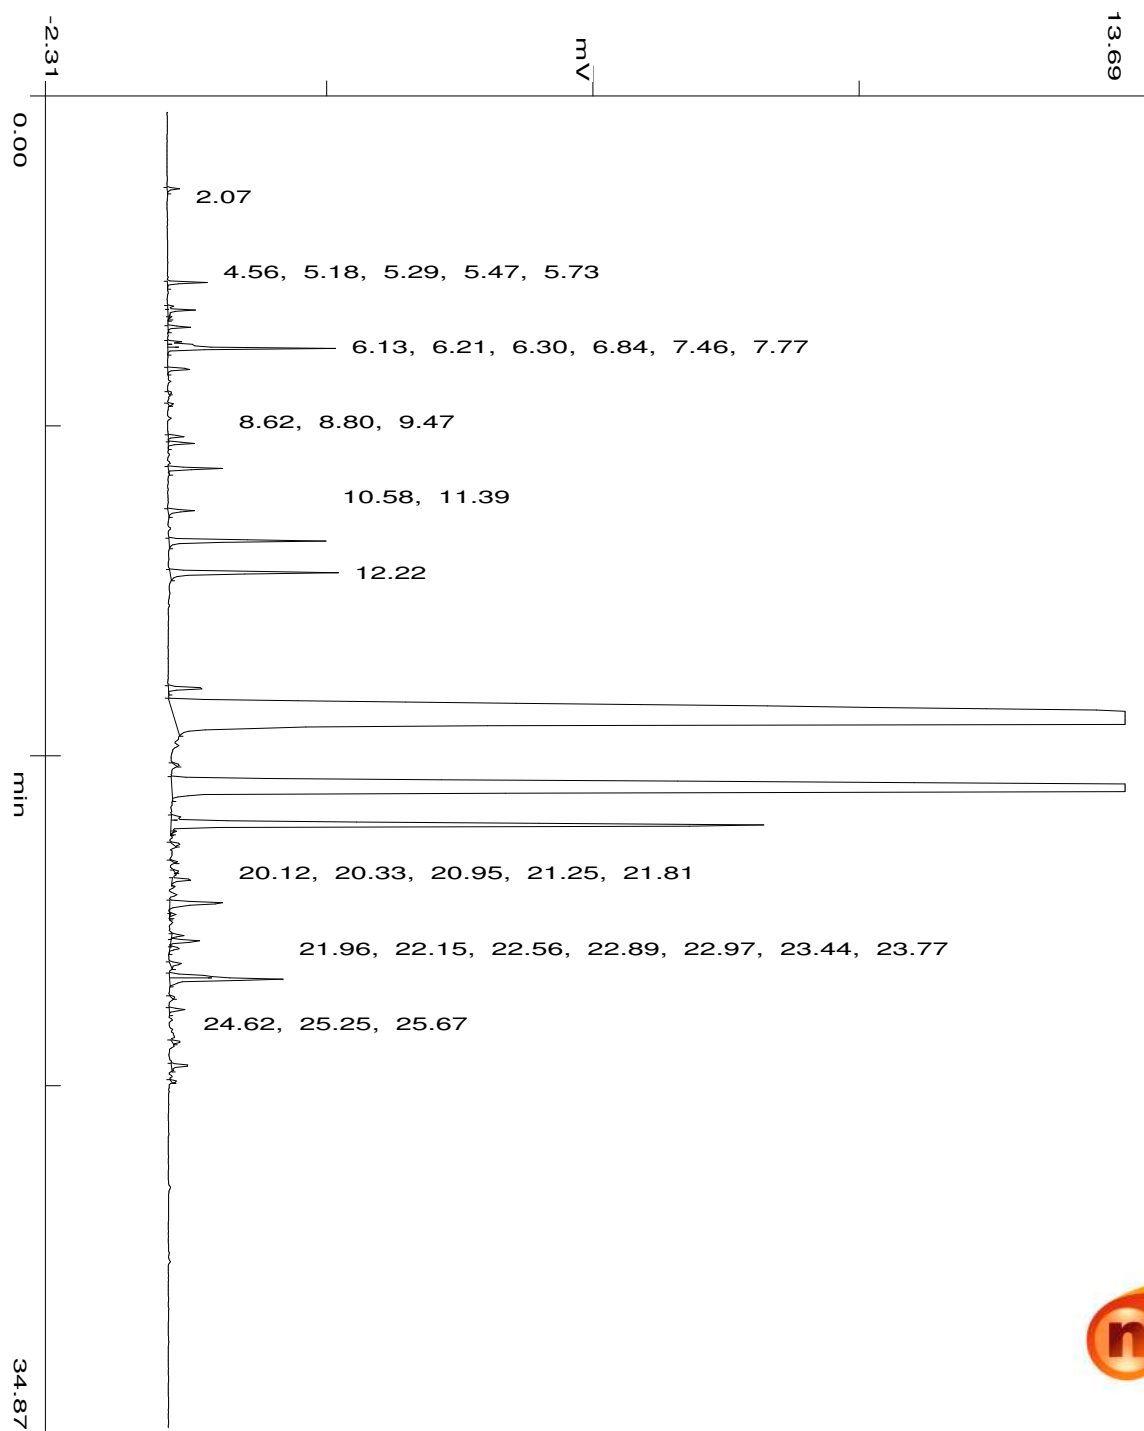 -2.31
mV
13.69
0.00
2.07
4.56, 5.18, 5.29, 5.47, 5.73
6.13, 6.21, 6.30, 6.84, 7.46, 7.77
8.62, 8.80, 9.47
10.58, 11.39
12.22
min
20.12, 20.33, 20.95, 21.25, 21.81
21.96, 22.15, 22.56, 22.89, 22.97, 23.44, 23.77
24.62, 25.25, 25.67
34.87
n